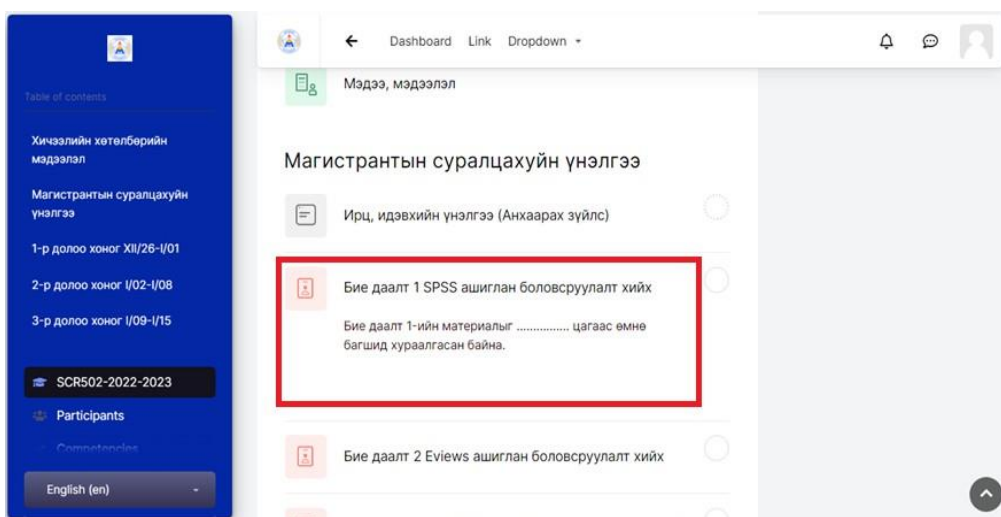 Table of contents
Хичээлийн хөтөлбөрийн
мэдээлэл
Магистрантын суралцахуйн
үнэлгээ
1-р долоо хоног XII/26-I/01
2-р долоо хоног I/02-I/08
3-р долоо хоног I/09-I/15
SCR502-2022-2023
Participants
Competencies
English (en)
Dashboard Link Dropdown
Мэдээ, мэдээлэл
Магистрантын суралцахуйн үнэлгээ
Ирц, идэвхийн үнэлгээ (Анхаарах зүйлс)
Бие даалт 1 SPSS ашиглан боловсруулалт хийх
Бие даалт 1-ийн материалыг ............... цагаас өмнө
багшид хураалгасан байна.
Бие даалт 2 Eviews ашиглан боловсруулалт хийх